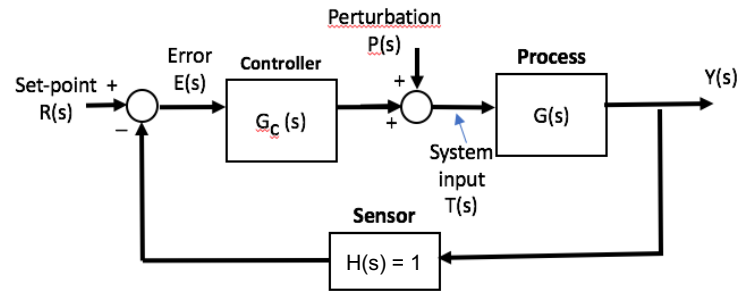 Perturbation
P(s)
Error
E(s)
Controller
Process
Set-point +
R(s)
+
Y(s)
Gc (s)
G(s)
−
+
System
input
T(s)
Sensor
H(s) = 1